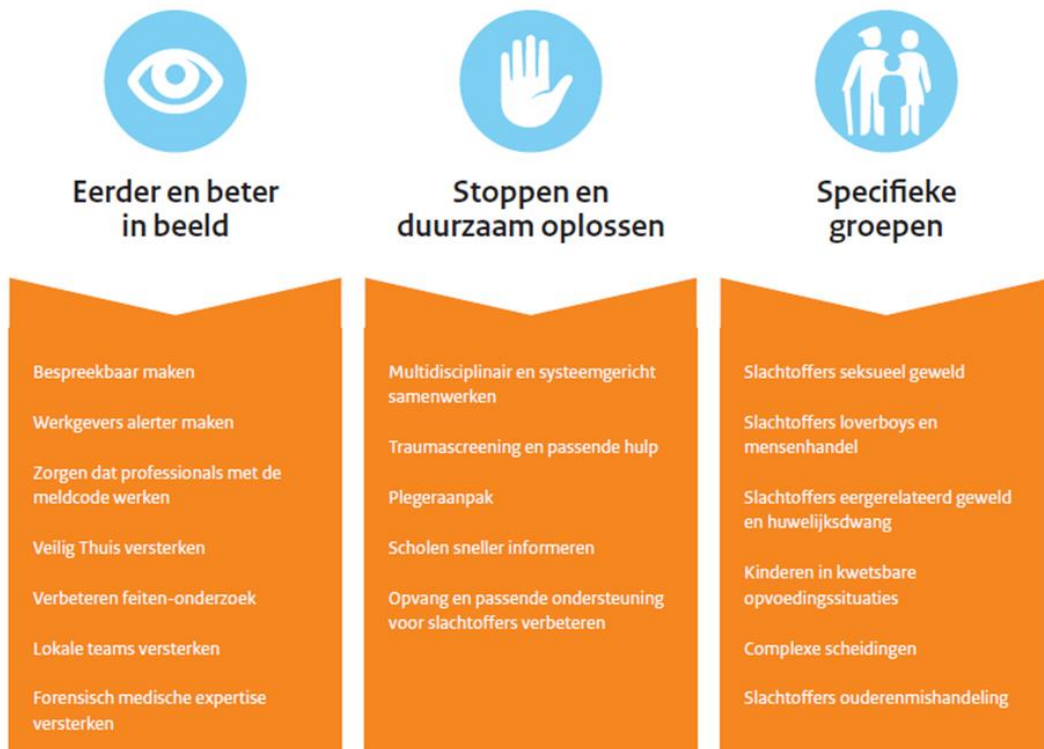 Eerder en beter
in beeld
Bespreekbaar maken
Werkgevers alerter maken
Zorgen dat professionals met de
meldcode werken
Veilig Thuis versterken
Verbeteren feiten-onderzoek
Lokale teams versterken
Forensisch medische expertise
versterken
Stoppen en
duurzaam oplossen
Multidisciplinair en systeemgericht
samenwerken
Traumascreening en passende hulp
Plegeraanpak
Scholen sneller informeren
Opvang en passende ondersteuning
voor slachtoffers verbeteren
Specifieke
groepen
Slachtoffers seksueel geweld
Slachtoffers loverboys en
mensenhandel
Slachtoffers eergerelateerd geweld
en huwelijksdwang
Kinderen in kwetsbare
opvoedingssituaties
Complexe scheidingen
Slachtoffers ouderenmishandeling